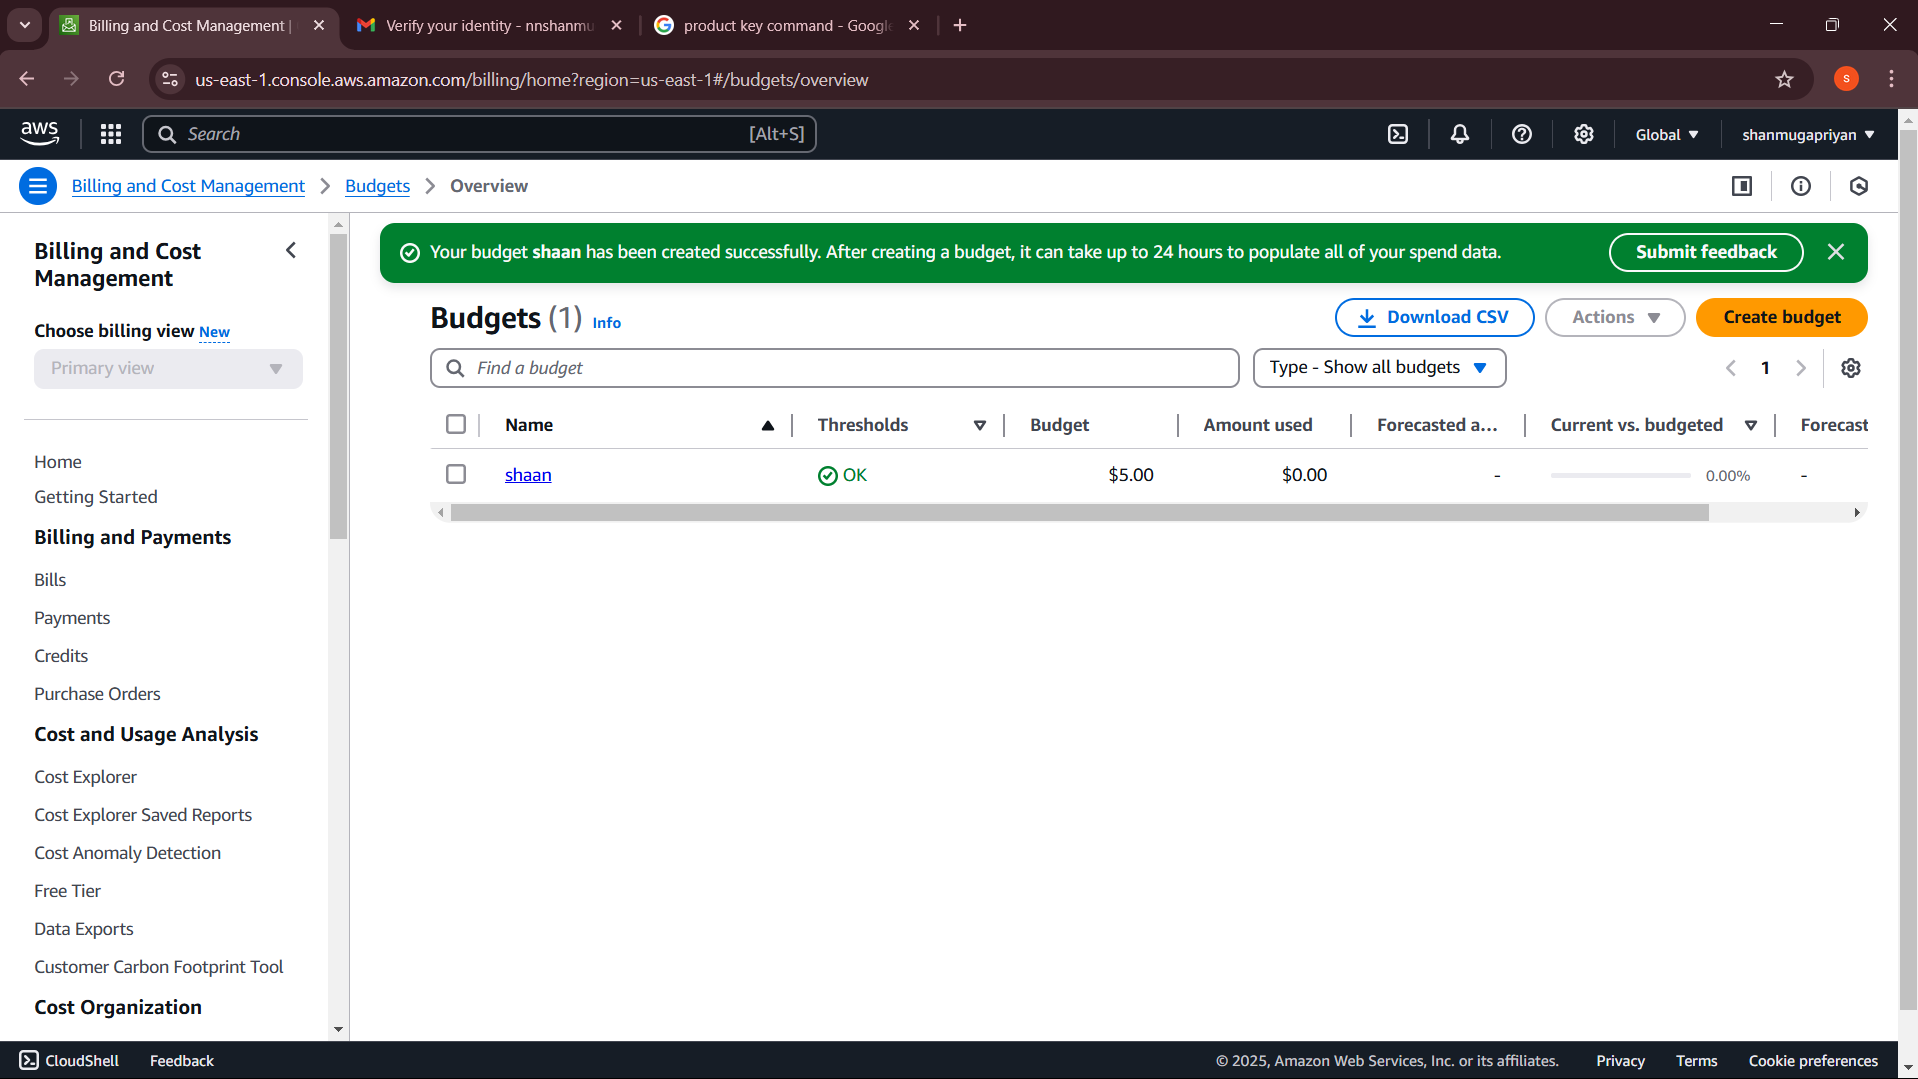 Billing and Cost Management |
Verify your identity - nnshanmu
product key command - Google
us-east-1.console.aws.amazon.com/billing/home?region=us-east-1#/budgets/overview
S
aws
Search
[Alt+S]
Global
shanmugapriyan
Billing and Cost Management > Budgets > Overview
Billing and Cost
Management
Choose billing view New
Primary view
Home
Getting Started
Billing and Payments
Bills
Payments
Credits
Purchase Orders
Cost and Usage Analysis
Cost Explorer
Cost Explorer Saved Reports
Cost Anomaly Detection
Free Tier
Data Exports
Customer Carbon Footprint Tool
Cost Organization
Your budget shaan has been created successfully. After creating a budget, it can take up to 24 hours to populate all of your spend data.
Submit feedback
Budgets (1) Info
Download CSV
Actions
Create budget
Find a budget
Type - Show all budgets
1
Name Thresholds Budget Amount used Forecasted a... Current vs. budgeted Forecast
shaan OK $5.00 $0.00 - 0.00% -
CloudShell Feedback
© 2025, Amazon Web Services, Inc. or its affiliates. Privacy Terms Cookie preferences